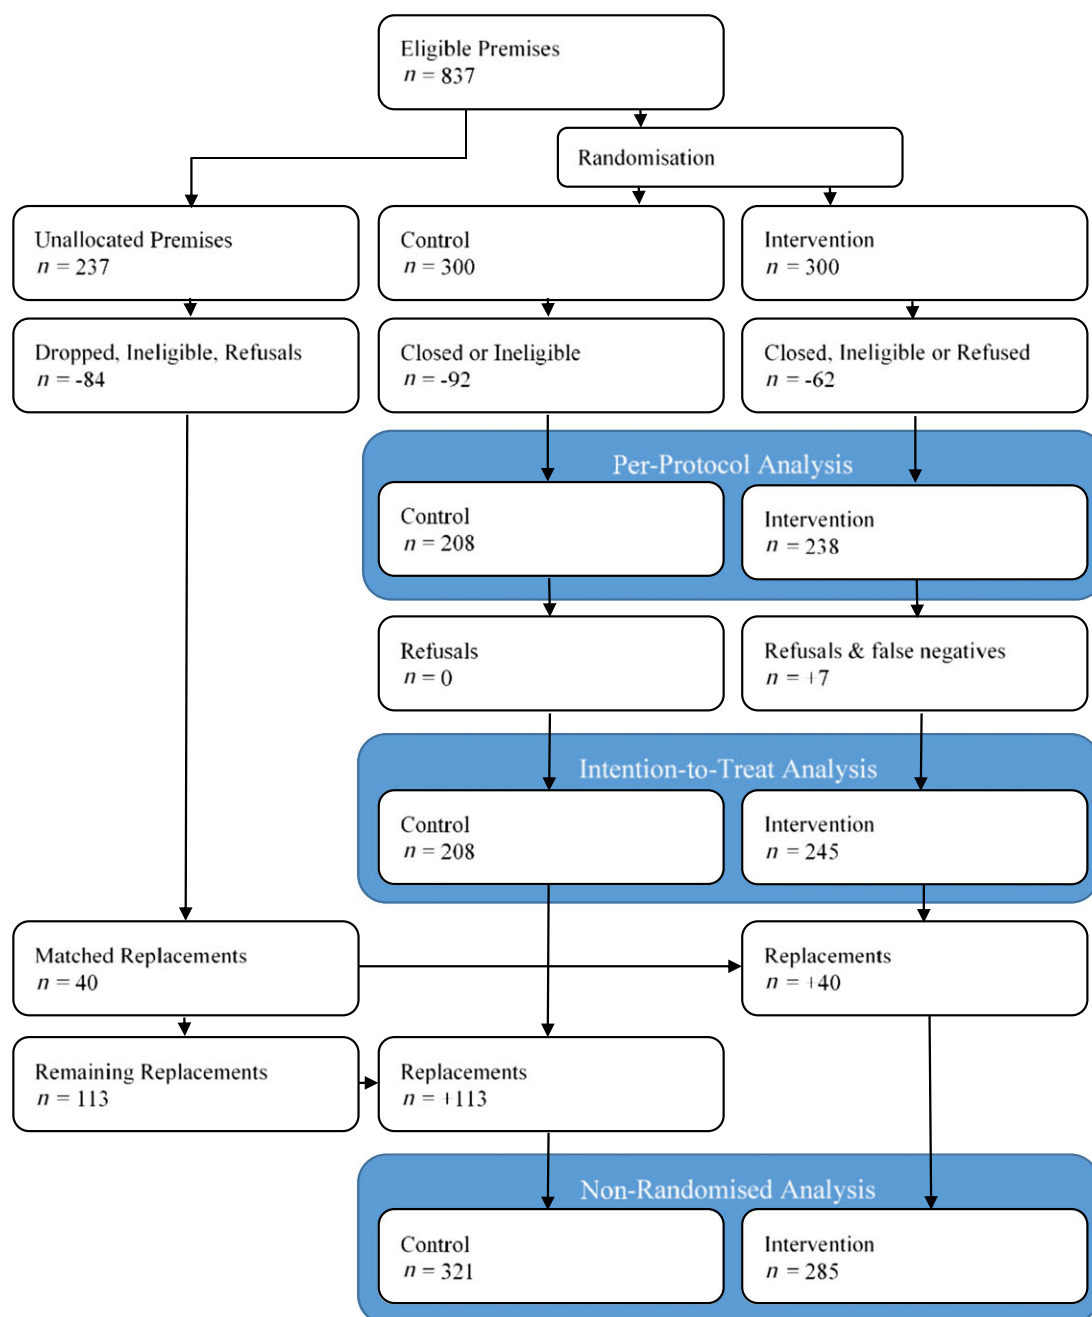 Eligible Premises
n = 837
Randomisation
Unallocated Premises
n = 237
Control
n = 300
Intervention
n = 300
Dropped, Ineligible, Refusals
n = -84
Closed or Ineligible
n = -92
Closed, Ineligible or Refused
n = -62
Per-Protocol Analysis
Control
n = 208
Intervention
n = 238
Refusals
n = 0
Refusals & false negatives
n = +7
Intention-to-Treat Analysis
Control
n = 208
Intervention
n = 245
Matched Replacements
n = 40
Replacements
n = +40
Remaining Replacements
n = 113
Replacements
n = +113
Non-Randomised Analysis
Control
n = 321
Intervention
n = 285